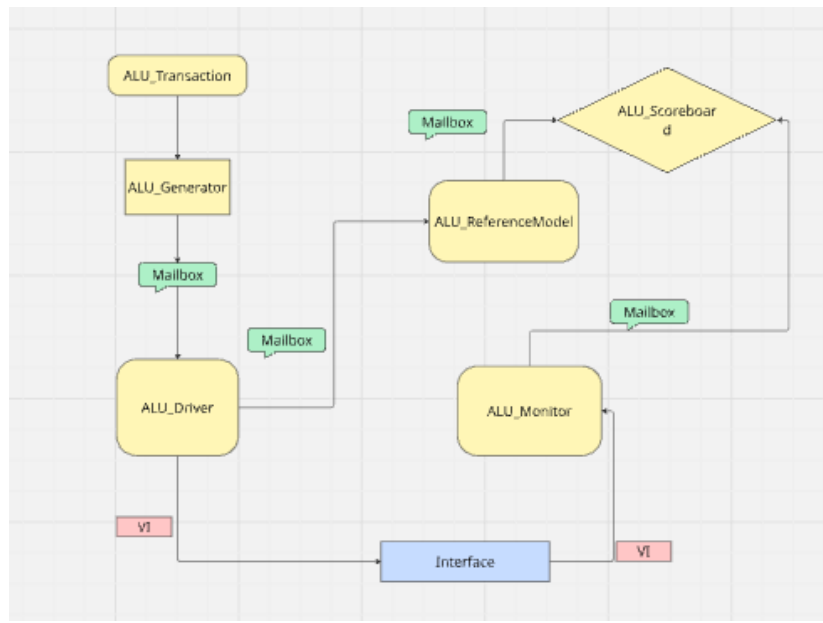 ALU_Transaction
Mailbox
ALU_Scoreboar
d
ALU_Generator
ALU_ReferenceModel
Mailbox
Mailbox
Mailbox
ALU_Driver
ALU_Monitor
VI
Interface
VI